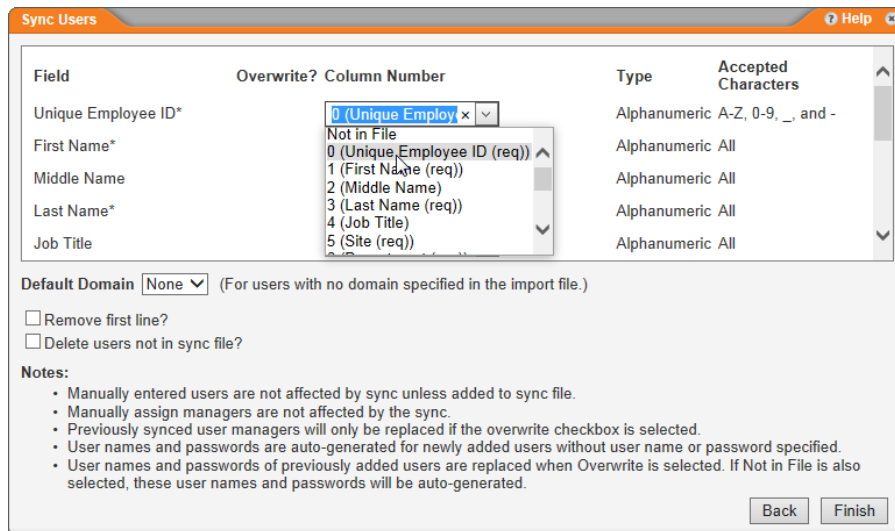 Sync Users
Help
Field Overwrite? Column Number Type Accepted Characters
Unique Employee ID* 0 (Unique Employ Alphanumeric A-Z, 0-9, _, and -
Not in File
First Name* 0 (Unique Employee ID (req)) Alphanumeric All
1 (First Name (req))
Middle Name 2 (Middle Name) Alphanumeric All
Last Name* 3 (Last Name (req)) Alphanumeric All
4 (Job Title)
Job Title 5 (Site (req)) Alphanumeric All
Default Domain None (For users with no domain specified in the import file.)
Remove first line?
Delete users not in sync file?
Notes:
• Manually entered users are not affected by sync unless added to sync file.
• Manually assign managers are not affected by the sync.
• Previously synced user managers will only be replaced if the overwrite checkbox is selected.
• User names and passwords are auto-generated for newly added users without user name or password specified.
• User names and passwords of previously added users are replaced when Overwrite is selected. If Not in File is also
selected, these user names and passwords will be auto-generated.
Back Finish